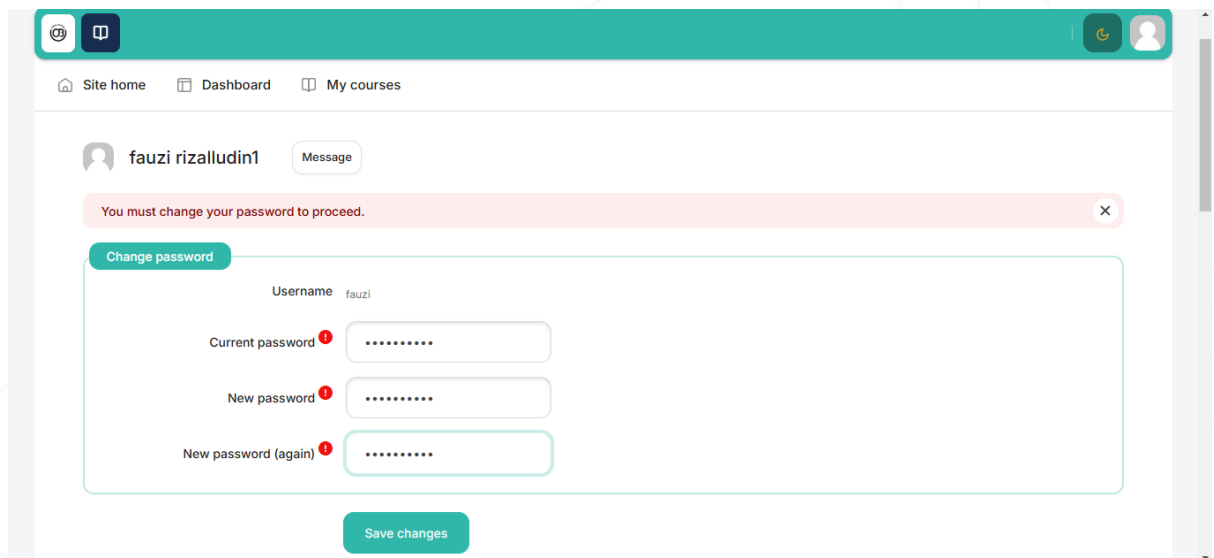 Site home Dashboard My courses
fauzi rizalludin1 Message
You must change your password to proceed.
Change password
Username fauzi
Current password
New password
New password (again)
Save changes